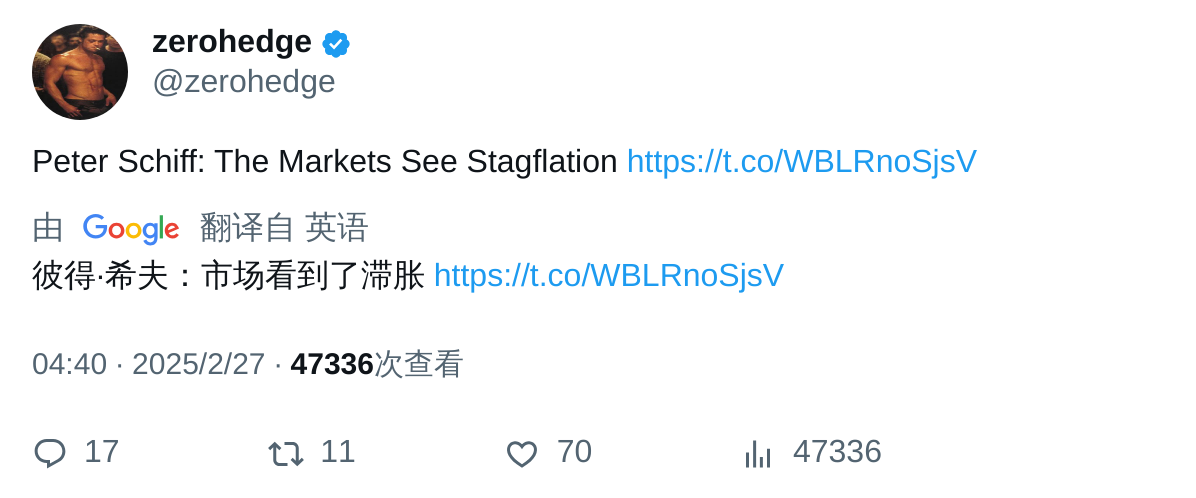 zerohedge
@zerohedge
Peter Schiff: The Markets See Stagflation https://t.co/WBLRnoSjsV
由 Google 翻译自 英语
彼得·希夫：市场看到了滞胀 https://t.co/WBLRnoSjsV
04:40 · 2025/2/27 · 47336次查看
17 11 70 47336